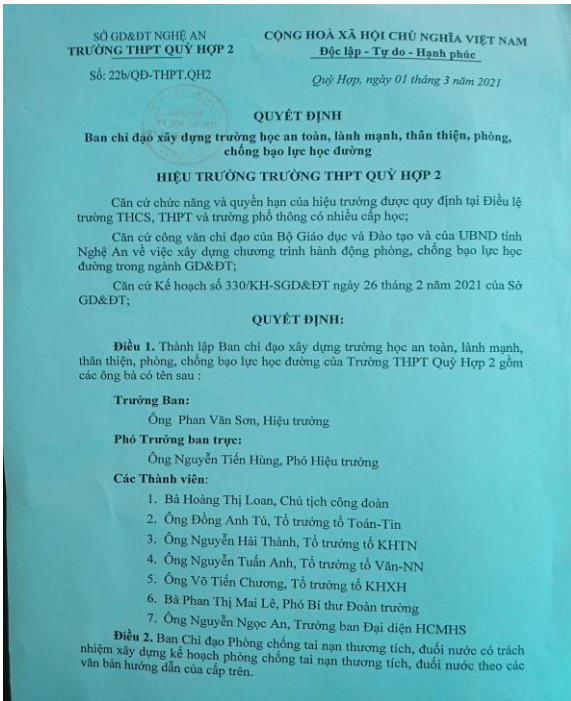 SỞ GD&ĐT NGHỆ AN
TRƯỜNG THPT QUỲ HỢP 2
Số: 22b/QĐ-THPT.QH2
CỘNG HOÀ XÃ HỘI CHỦ NGHĨA VIỆT NAM
Độc lập - Tự do - Hạnh phúc
Quỳ Hợp, ngày 01 tháng 3 năm 2021
QUYẾT ĐỊNH
Ban chỉ đạo xây dựng trường học an toàn, lành mạnh, thân thiện, phòng,
chống bạo lực học đường
HIỆU TRƯỞNG TRƯỜNG THPT QUỲ HỢP 2
Căn cứ chức năng và quyền hạn của hiệu trưởng được quy định tại Điều lệ
trường THCS, THPT và trường phổ thông có nhiều cấp học;
Căn cứ công văn chỉ đạo của Bộ Giáo dục và Đào tạo và của UBND tỉnh
Nghệ An về việc xây dựng chương trình hành động phòng, chống bạo lực học
đường trong ngành GD&ĐT;
Căn cứ Kế hoạch số 330/KH-SGD&ĐT ngày 26 tháng 2 năm 2021 của Sở
GD&ĐT;
QUYẾT ĐỊNH:
Điều 1. Thành lập Ban chỉ đạo xây dựng trường học an toàn, lành mạnh,
thân thiện, phòng, chống bạo lực học đường của Trường THPT Quỳ Hợp 2 gồm
các ông bà có tên sau :
Trưởng Ban:
Ông Phan Văn Sơn, Hiệu trưởng
Phó Trưởng ban trực:
Ông Nguyễn Tiến Hùng, Phó Hiệu trưởng
Các Thành viên:
1. Bà Hoàng Thị Loan, Chủ tịch công đoàn
2. Ông Đồng Anh Tú, Tổ trưởng tổ Toán-Tin
3. Ông Nguyễn Hải Thành, Tổ trưởng tổ KHTN
4. Ông Nguyễn Tuấn Anh, Tổ trưởng tổ Văn-NN
5. Ông Võ Tiến Chương, Tổ trưởng tổ KHXH
6. Bà Phan Thị Mai Lê, Phó Bí thư Đoàn trường
7. Ông Nguyễn Ngọc An, Trưởng ban Đại diện HCMHS
Điều 2. Ban Chỉ đạo Phòng chống tai nạn thương tích, đuối nước có trách
nhiệm xây dựng kế hoạch phòng chống tai nạn thương tích, đuối nước theo các
văn bản hướng dẫn của cấp trên.